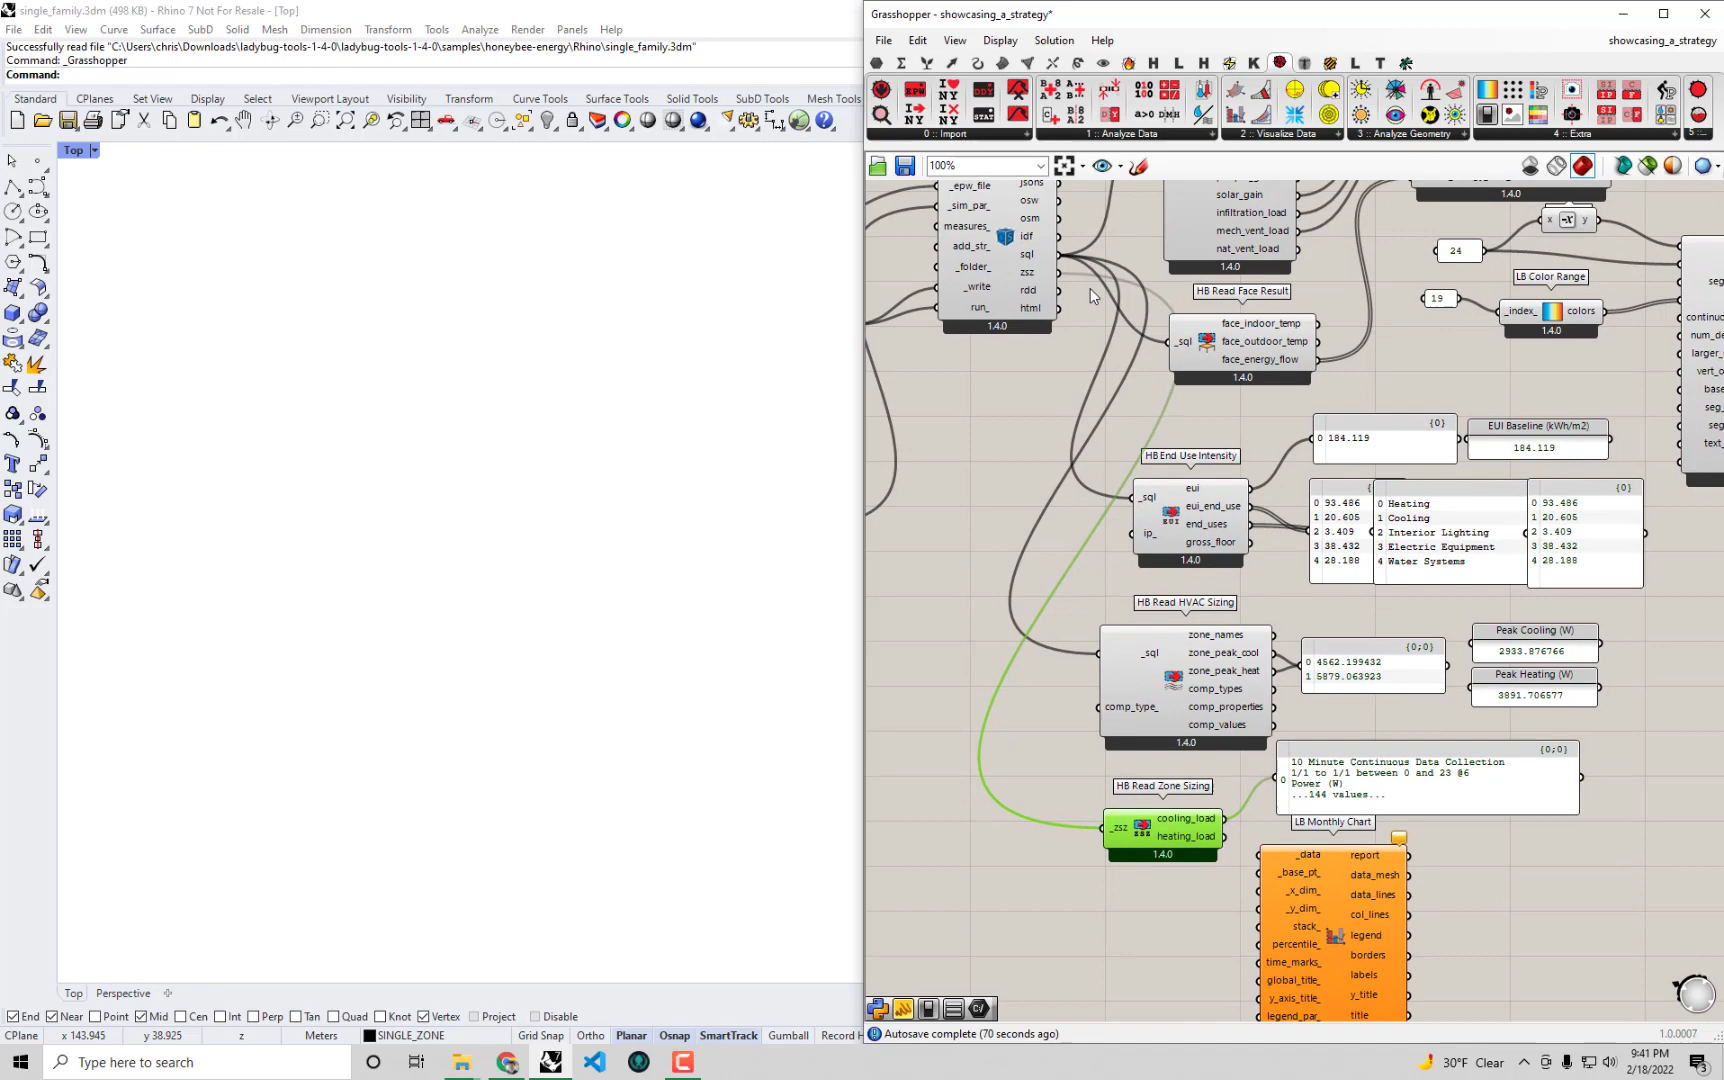 single_family.3dm (498 KB) - Rhino 7 Not For Resale - [Top]
File Edit View Curve Surface SubD Solid Mesh Dimension Transform Tools Analyze Render Panels Help
Successfully read file "C:\Users\chris\Downloads\ladybug-tools-1-4-0\ladybug-tools-1-4-0\samples\honeybee-energy\Rhino\single_family.3dm"
Command: _Grasshopper
Command:
Standard CPlanes Set View Display Select Viewport Layout Visibility Transform Curve Tools Surface Tools Solid Tools SubD Tools Mesh Tools
Top
Top Perspective
End Near Point Mid Cen Int Perp Tan Quad Knot Vertex Project Disable
CPlane x 143.945 y 38.925 z Meters SINGLE_ZONE Grid Snap Ortho Planar Osnap SmartTrack Gumball Record H
Grasshopper - showcasing_a_strategy*
File Edit View Display Solution Help
showcasing_a_strategy
0 :: Import
1 :: Analyze Data
2 :: Visualize Data
3 :: Analyze Geometry
4 :: Extra
100%
_epw_file
_sim_par_
measures_
add_str_
_folder_
_write
run_
jsons
osw
osm
idf
sql
zsz
rdd
html
1.4.0
solar_gain
infiltration_load
mech_vent_load
nat_vent_load
1.4.0
HB Read Face Result
_sql
face_indoor_temp
face_outdoor_temp
face_energy_flow
1.4.0
1.4.0
x -x y
24
LB Color Range
19
_index_ colors
1.4.0
HB End Use Intensity
_sql
ip_
eui
eui_end_use
end_uses
gross_floor
1.4.0
{0}
0 184.119
EUI Baseline (kWh/m2)
184.119
0 93.486
1 20.605
2 3.409
3 38.432
4 28.188
0 Heating
1 Cooling
2 Interior Lighting
3 Electric Equipment
4 Water Systems
{0}
0 93.486
1 20.605
2 3.409
3 38.432
4 28.188
HB Read HVAC Sizing
_sql
comp_type_
zone_names
zone_peak_cool
zone_peak_heat
comp_types
comp_properties
comp_values
1.4.0
{0;0}
0 4562.199432
1 5879.063923
Peak Cooling (W)
2933.876766
Peak Heating (W)
3891.706577
HB Read Zone Sizing
_zsz
cooling_load
heating_load
1.4.0
{0;0}
10 Minute Continuous Data Collection
1/1 to 1/1 between 0 and 23 @6
0 Power (W)
...144 values...
LB Monthly Chart
_data
_base_pt_
_x_dim_
_y_dim_
stack_
percentile_
time_marks_
global_title_
y_axis_title_
legend_par_
report
data_mesh
data_lines
col_lines
legend
borders
labels
y_title
title
Autosave complete (70 seconds ago)
1.0.0007
Type here to search
30°F Clear
9:41 PM
2/18/2022